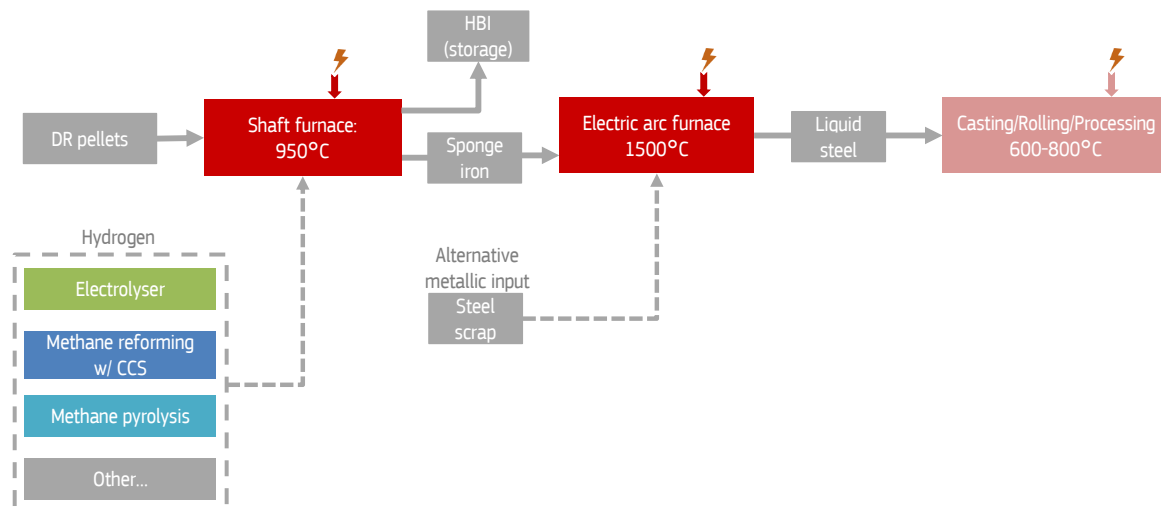 HBI
(storage)
DR pellets
Shaft furnace:
950°C
Sponge
iron
Electric arc furnace
1500°C
Liquid
steel
Casting/Rolling/Processing
600-800°C
Hydrogen
Electrolyser
Methane reforming
w/ CCS
Methane pyrolysis
Other...
Alternative
metallic input
Steel
scrap